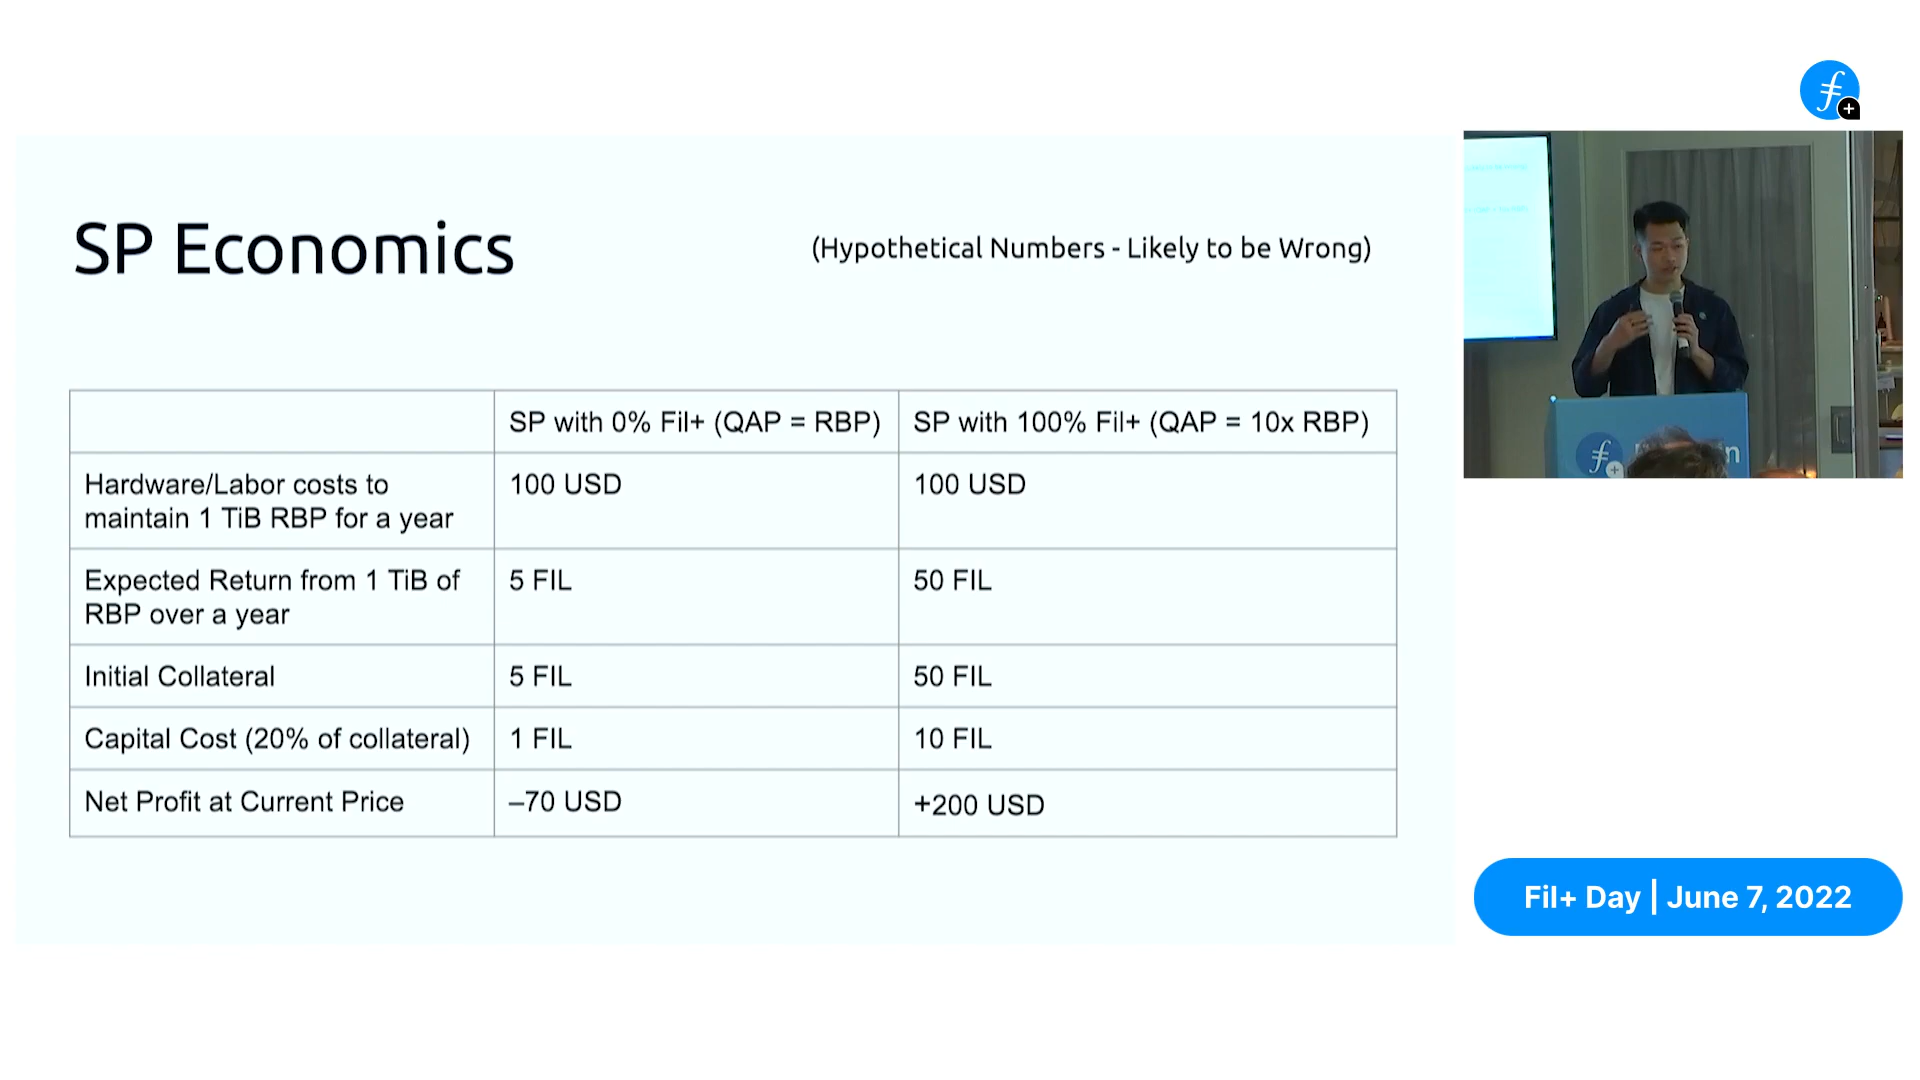 SP Economics
(Hypothetical Numbers - Likely to be Wrong)
SP with 0% Fil+ (QAP = RBP)
SP with 100% Fil+ (QAP = 10x RBP)
Hardware/Labor costs to
maintain 1 TiB RBP for a year
100 USD
100 USD
Expected Return from 1 TiB of
RBP over a year
5 FIL
50 FIL
Initial Collateral
5 FIL
50 FIL
Capital Cost (20% of collateral)
1 FIL
10 FIL
Net Profit at Current Price
–70 USD
+200 USD
Fil+ Day | June 7, 2022